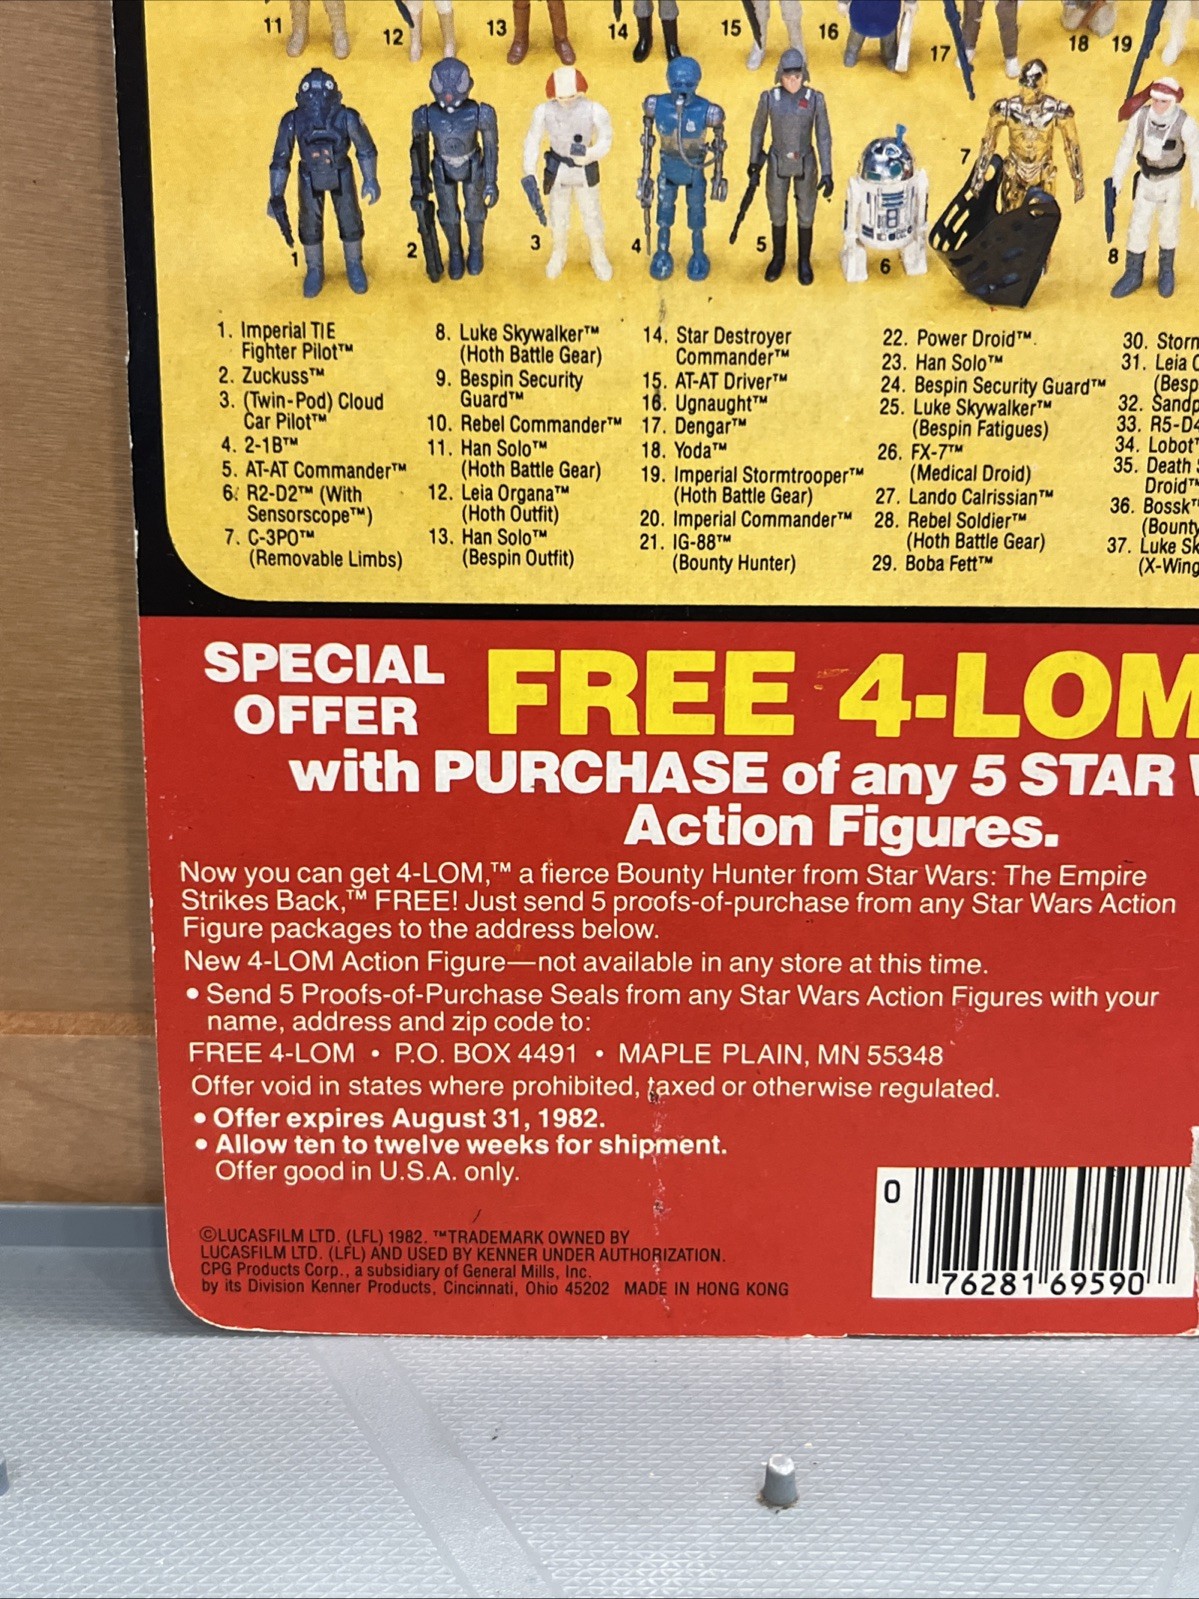 11
12
13
14
15
16
17
18
19
1
2
3
4
5
6
7
8
1. Imperial TIE
Fighter Pilot™
2. Zuckuss™
3. (Twin-Pod) Cloud
Car Pilot™
4. 2-1B™
5. AT-AT Commander™
6. R2-D2™ (With
Sensorscope™)
7. C-3PO™
(Removable Limbs)
8. Luke Skywalker™
(Hoth Battle Gear)
9. Bespin Security
Guard™
10. Rebel Commander™
11. Han Solo™
(Hoth Battle Gear)
12. Leia Organa™
(Hoth Outfit)
13. Han Solo™
(Bespin Outfit)
14. Star Destroyer
Commander™
15. AT-AT Driver™
16. Ugnaught™
17. Dengar™
18. Yoda™
19. Imperial Stormtrooper™
(Hoth Battle Gear)
20. Imperial Commander™
21. IG-88™
(Bounty Hunter)
22. Power Droid™
23. Han Solo™
24. Bespin Security Guard™
25. Luke Skywalker™
(Bespin Fatigues)
26. FX-7™
(Medical Droid)
27. Lando Calrissian™
28. Rebel Soldier™
(Hoth Battle Gear)
29. Boba Fett™
30. Storm
31. Leia
(Besp
32. Sandp
33. R5-D4
34. Lobot™
35. Death
Droid™
36. Bossk™
(Bounty
37. Luke Sk
(X-Wing
SPECIAL
OFFER
FREE 4-LOM
with PURCHASE of any 5 STAR
Action Figures.
Now you can get 4-LOM,™ a fierce Bounty Hunter from Star Wars: The Empire
Strikes Back,™ FREE! Just send 5 proofs-of-purchase from any Star Wars Action
Figure packages to the address below.
New 4-LOM Action Figure—not available in any store at this time.
• Send 5 Proofs-of-Purchase Seals from any Star Wars Action Figures with your
name, address and zip code to:
FREE 4-LOM • P.O. BOX 4491 • MAPLE PLAIN, MN 55348
Offer void in states where prohibited, taxed or otherwise regulated.
• Offer expires August 31, 1982.
• Allow ten to twelve weeks for shipment.
Offer good in U.S.A. only.
©LUCASFILM LTD. (LFL) 1982. ™TRADEMARK OWNED BY
LUCASFILM LTD. (LFL) AND USED BY KENNER UNDER AUTHORIZATION.
CPG Products Corp., a subsidiary of General Mills, Inc.
by its Division Kenner Products, Cincinnati, Ohio 45202 MADE IN HONG KONG
0 76281 69590